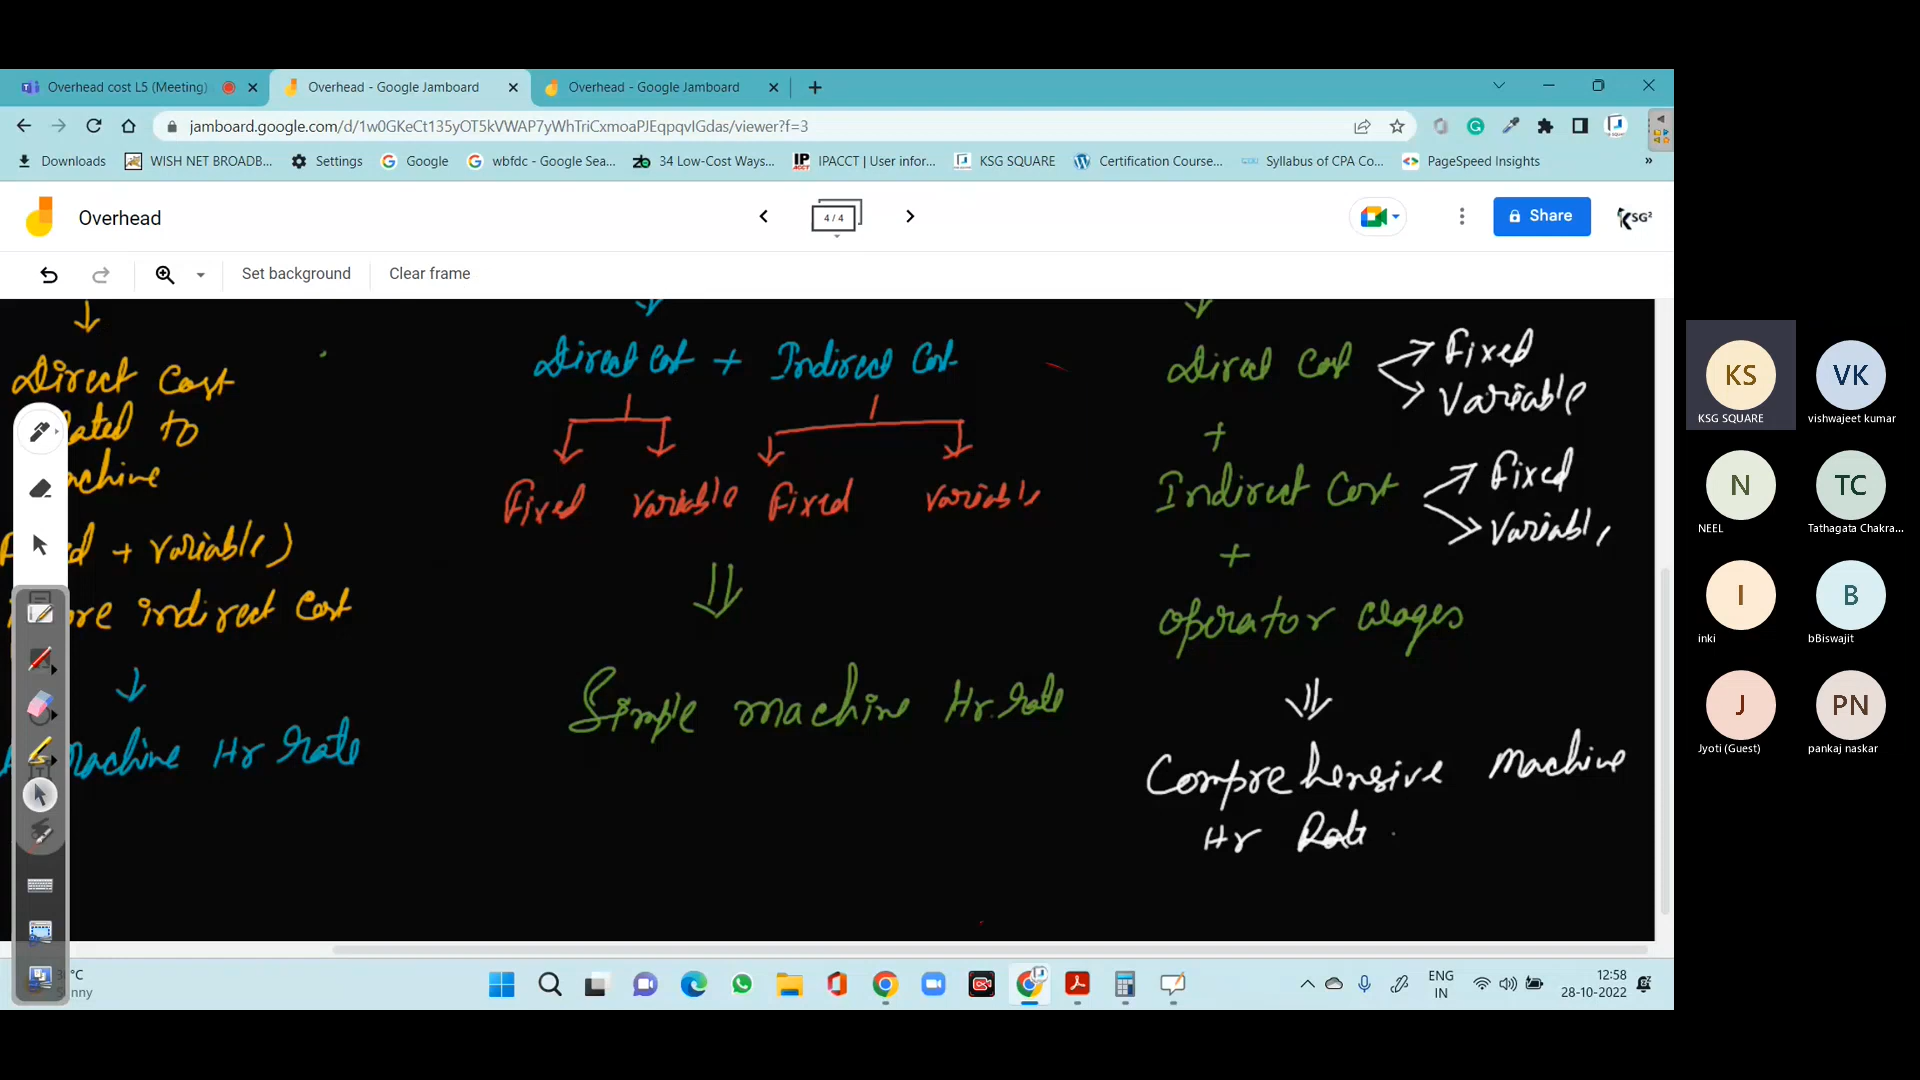 Overhead cost L5 (Meeting)
Overhead - Google Jamboard
Overhead - Google Jamboard
jamboard.google.com/d/1w0GKeCt135yOT5kVWAP7yWhTriCxmoaPJEqpqvIGdas/viewer?f=3
Downloads
WISH NET BROADB...
Settings
Google
wbfdc - Google Sea...
34 Low-Cost Ways...
IPACCT | User infor...
KSG SQUARE
Certification Course...
Syllabus of CPA Co...
PageSpeed Insights
»
Overhead
4 / 4
Share
KSG²
Set background
Clear frame
Direct Cost
ated to
achine
d + variable)
ore indirect Cost
Machine Hr Rate
Direct Cost + Indirect Cost
Fixed variable Fixed variable
Simple machine Hr. rate
Direct Cost
Fixed
Variable
+
Indirect Cost
Fixed
Variable
+
operator wages
Comprehensive machine
Hr Rate
KS
KSG SQUARE
VK
vishwajeet kumar
N
NEEL
TC
Tathagata Chakra...
I
inki
B
bBiswajit
J
Jyoti (Guest)
PN
pankaj naskar
°C
nny
ENG
IN
12:58
28-10-2022